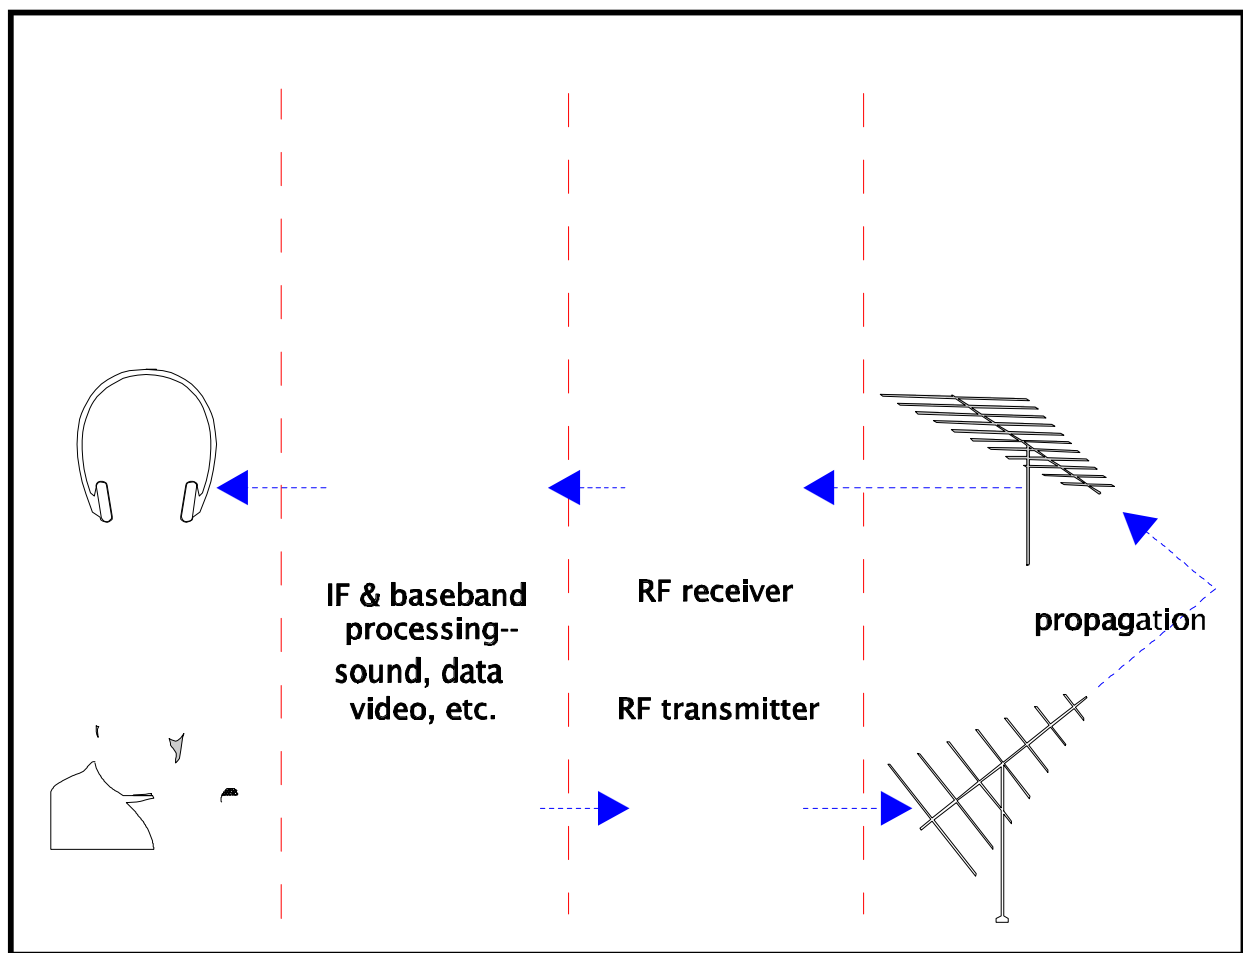 IF & baseband
processing--
sound, data
video, etc.
RF receiver
RF transmitter
propagation